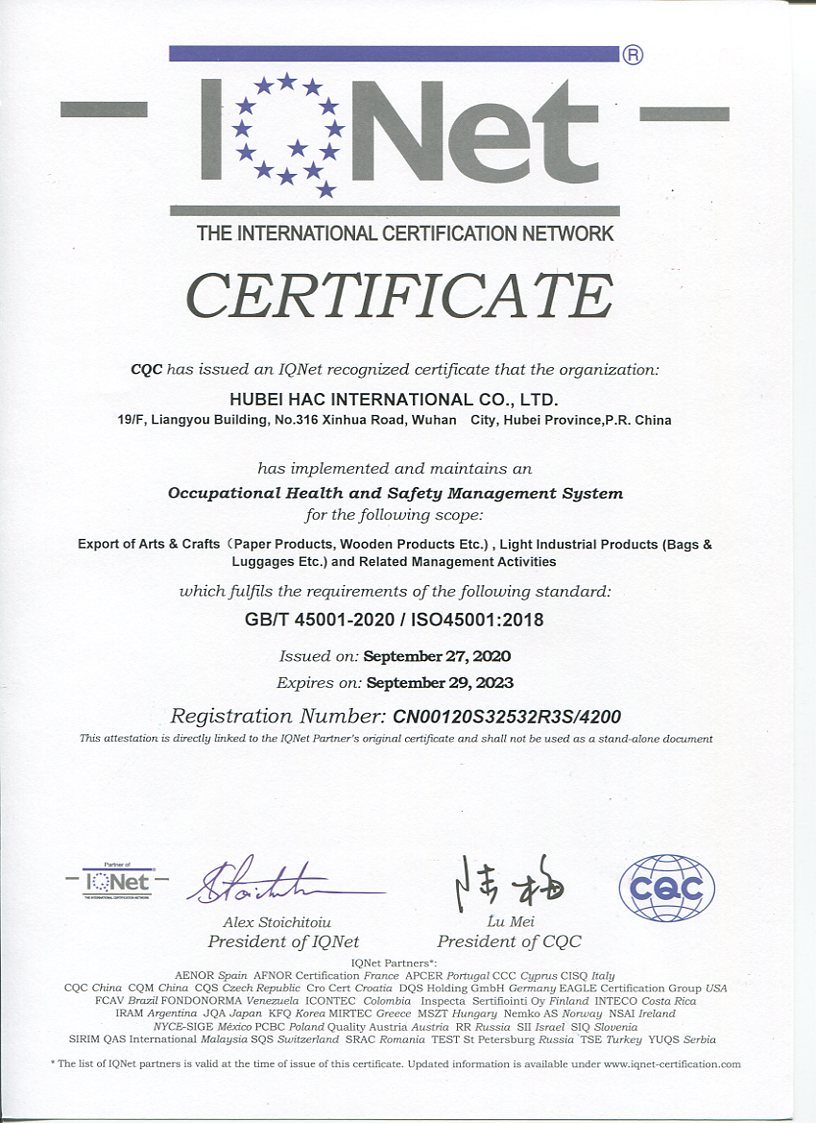 IQNet®
THE INTERNATIONAL CERTIFICATION NETWORK
CERTIFICATE
CQC has issued an IQNet recognized certificate that the organization:
HUBEI HAC INTERNATIONAL CO., LTD.
19/F, Liangyou Building, No.316 Xinhua Road, Wuhan City, Hubei Province,P.R. China
has implemented and maintains an
Occupational Health and Safety Management System
for the following scope:
Export of Arts & Crafts（Paper Products, Wooden Products Etc.) , Light Industrial Products (Bags &
Luggages Etc.) and Related Management Activities
which fulfils the requirements of the following standard:
GB/T 45001-2020 / ISO45001:2018
Issued on: September 27, 2020
Expires on: September 29, 2023
Registration Number: CN00120S32532R3S/4200
This attestation is directly linked to the IQNet Partner's original certificate and shall not be used as a stand-alone document
Partner of
IQNet®
THE INTERNATIONAL CERTIFICATION NETWORK
陆梅
CQC
Alex Stoichitoiu
President of IQNet
Lu Mei
President of CQC
IQNet Partners*:
AENOR Spain AFNOR Certification France APCER Portugal CCC Cyprus CISQ Italy
CQC China CQM China CQS Czech Republic Cro Cert Croatia DQS Holding GmbH Germany EAGLE Certification Group USA
FCAV Brazil FONDONORMA Venezuela ICONTEC Colombia Inspecta Sertifiointi Oy Finland INTECO Costa Rica
IRAM Argentina JQA Japan KFQ Korea MIRTEC Greece MSZT Hungary Nemko AS Norway NSAI Ireland
NYCE-SIGE México PCBC Poland Quality Austria Austria RR Russia SII Israel SIQ Slovenia
SIRIM QAS International Malaysia SQS Switzerland SRAC Romania TEST St Petersburg Russia TSE Turkey YUQS Serbia
* The list of IQNet partners is valid at the time of issue of this certificate. Updated information is available under www.iqnet-certification.com